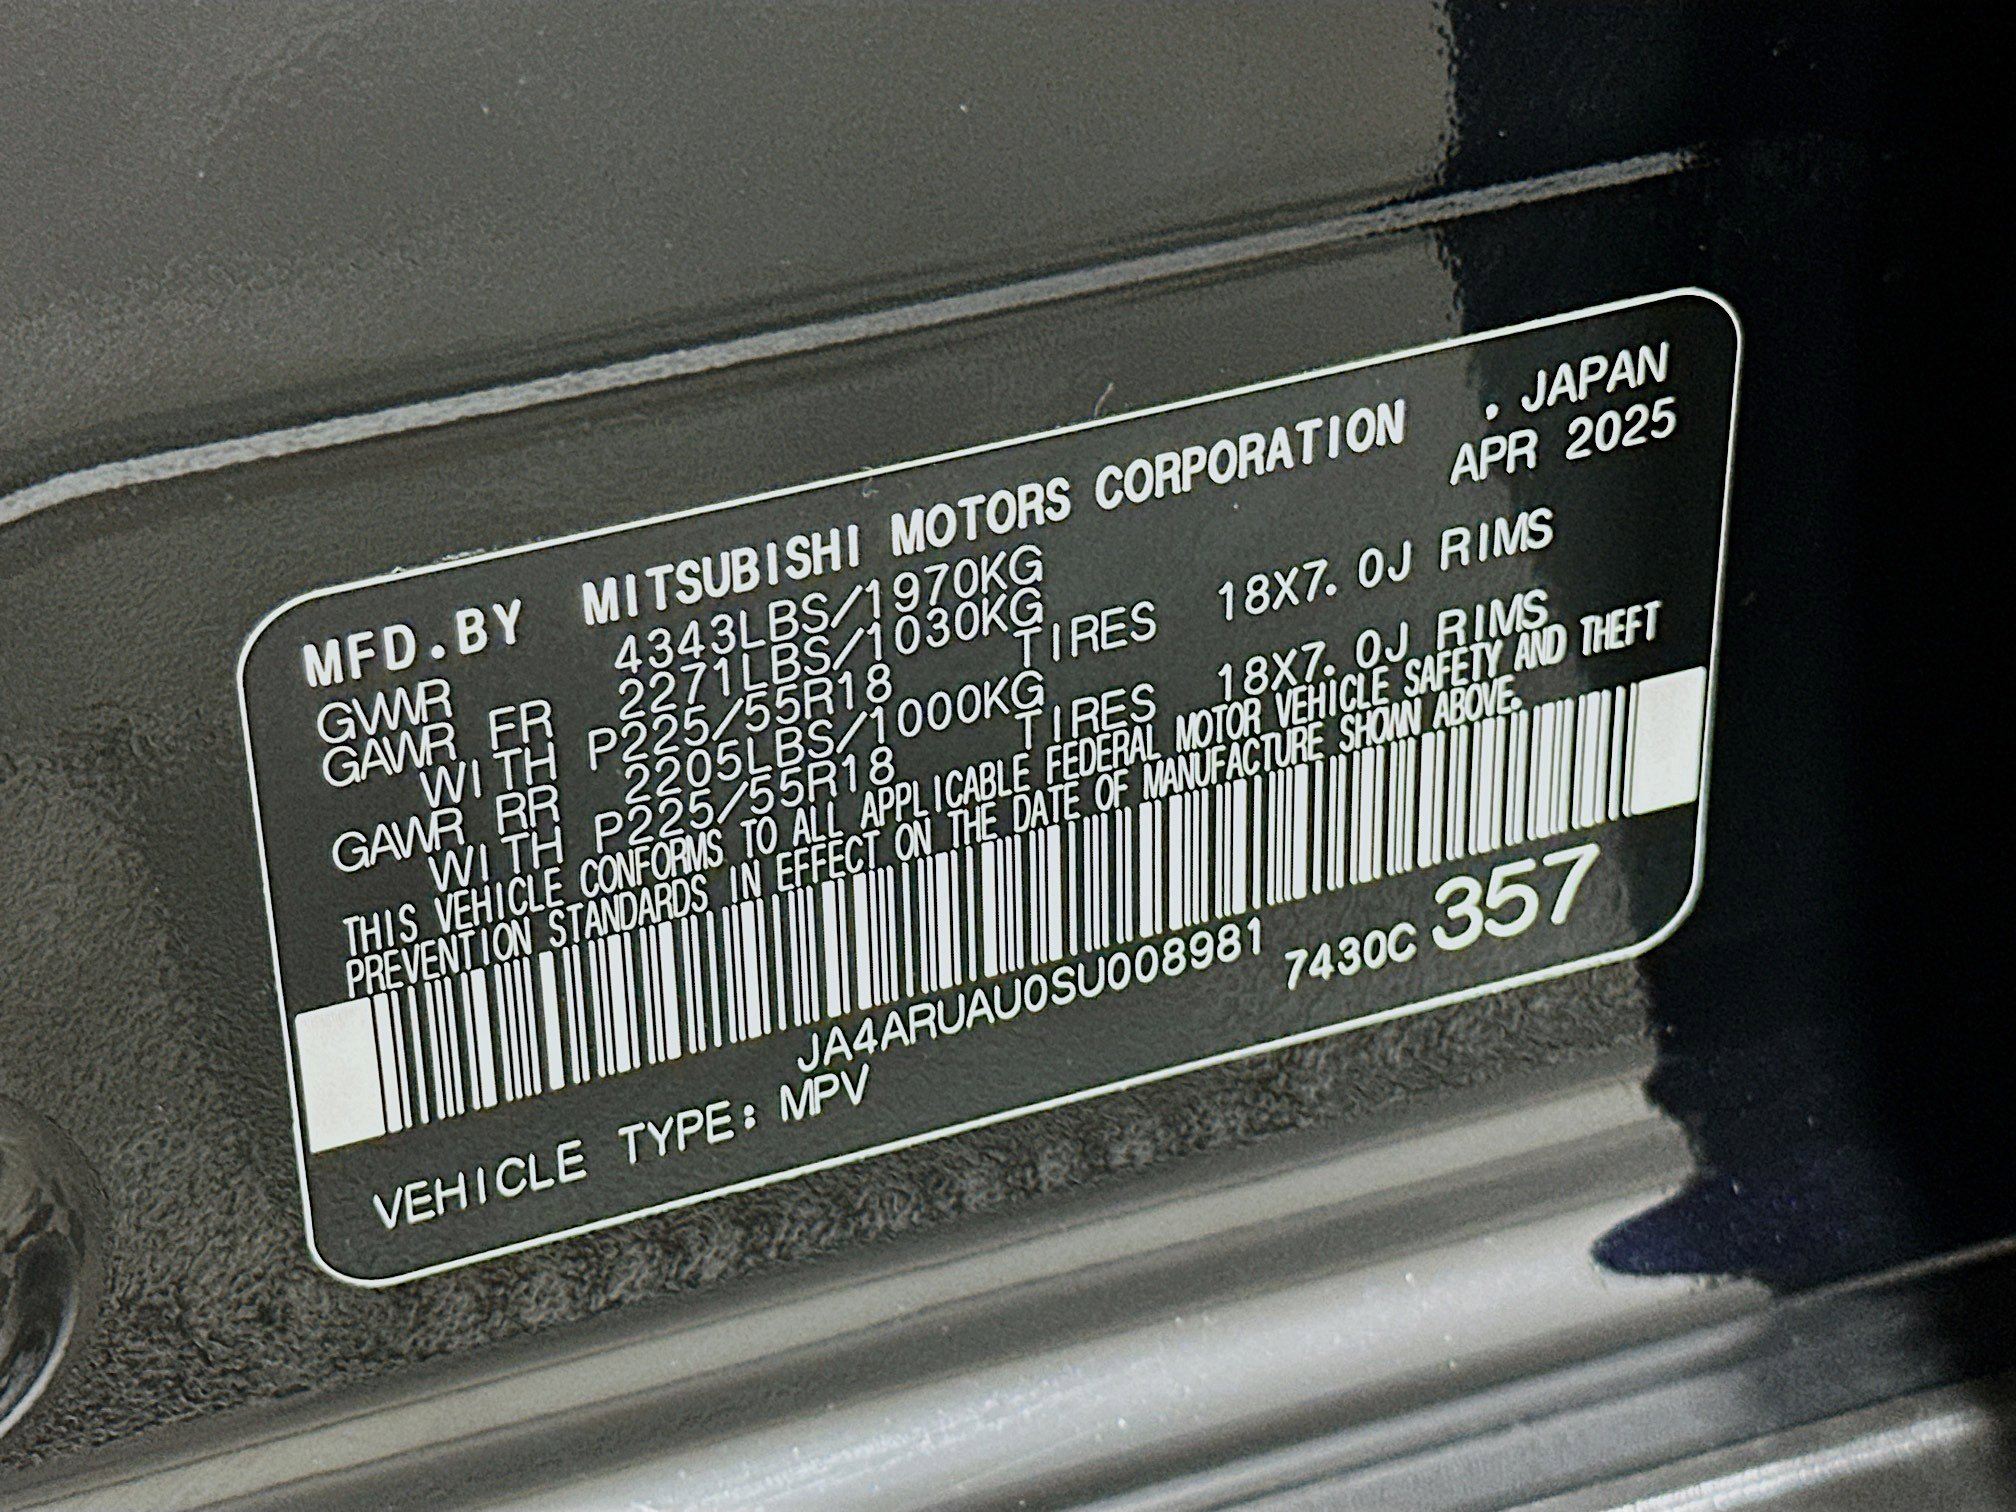 MFD.BY MITSUBISHI MOTORS CORPORATION . JAPAN
APR 2025
GVWR 4343LBS/1970KG
GAWR FR 2271LBS/1030KG
WITH P225/55R18 TIRES 18X7.0J RIMS
GAWR RR 2205LBS/1000KG
WITH P225/55R18 TIRES 18X7.0J RIMS
THIS VEHICLE CONFORMS TO ALL APPLICABLE FEDERAL MOTOR VEHICLE SAFETY AND THEFT
PREVENTION STANDARDS IN EFFECT ON THE DATE OF MANUFACTURE SHOWN ABOVE.
JA4ARUAU0SU008981 7430C 357
VEHICLE TYPE: MPV